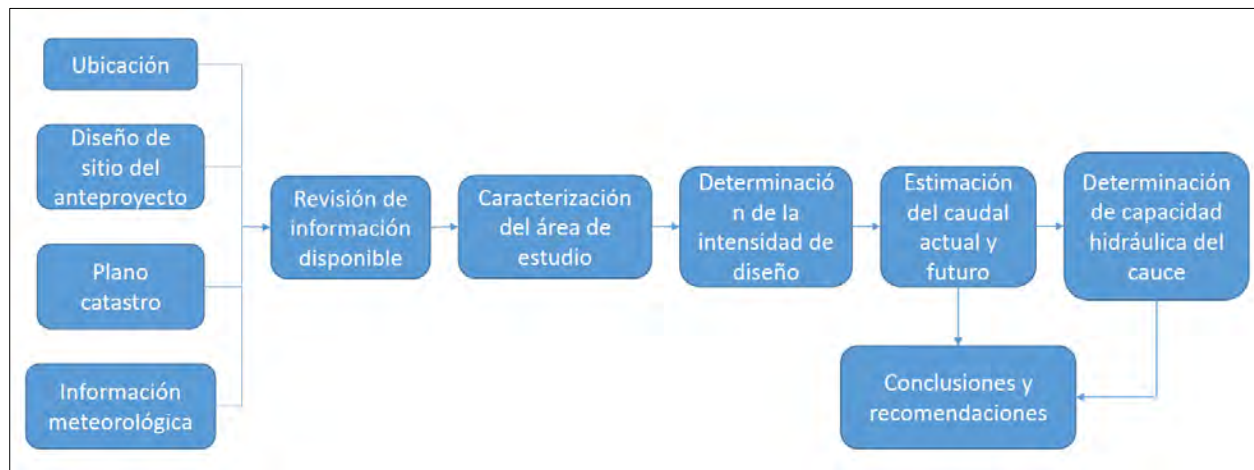 Ubicación
Diseño de
sitio del
anteproyecto
Plano
catastro
Información
meteorológica
Revisión de
información
disponible
Caracterización
del área de
estudio
Determinació
n de la
intensidad de
diseño
Estimación
del caudal
actual y
futuro
Determinación
de capacidad
hidráulica del
cauce
Conclusiones y
recomendaciones